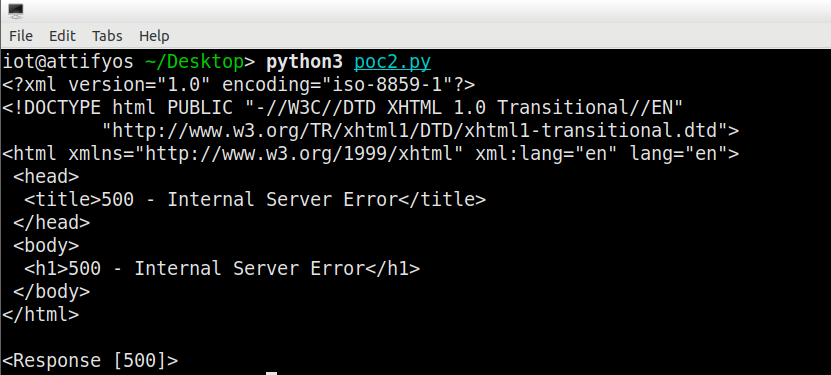 File Edit Tabs Help
iot@attifyos ~/Desktop> python3 poc2.py
<?xml version="1.0" encoding="iso-8859-1"?>
<!DOCTYPE html PUBLIC "-//W3C//DTD XHTML 1.0 Transitional//EN"
         "http://www.w3.org/TR/xhtml1/DTD/xhtml1-transitional.dtd">
<html xmlns="http://www.w3.org/1999/xhtml" xml:lang="en" lang="en">
 <head>
  <title>500 - Internal Server Error</title>
 </head>
 <body>
  <h1>500 - Internal Server Error</h1>
 </body>
</html>
<Response [500]>